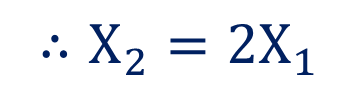 ∴ X₂ = 2X₁